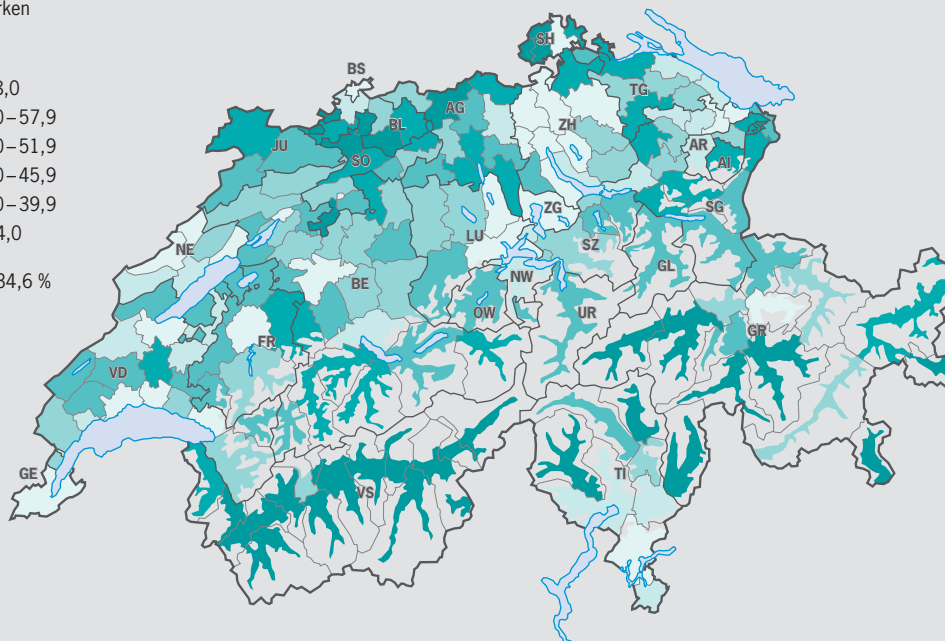 rken
8,0
0–57,9
0–51,9
0–45,9
0–39,9
4,0
34,6 %
SH
BS
TG
AG
BL
ZH
JU
AR
SO
AI
ZG
SG
LU
NE
SZ
GL
NW
BE
OW
UR
GR
FR
VD
GE
TI
VS